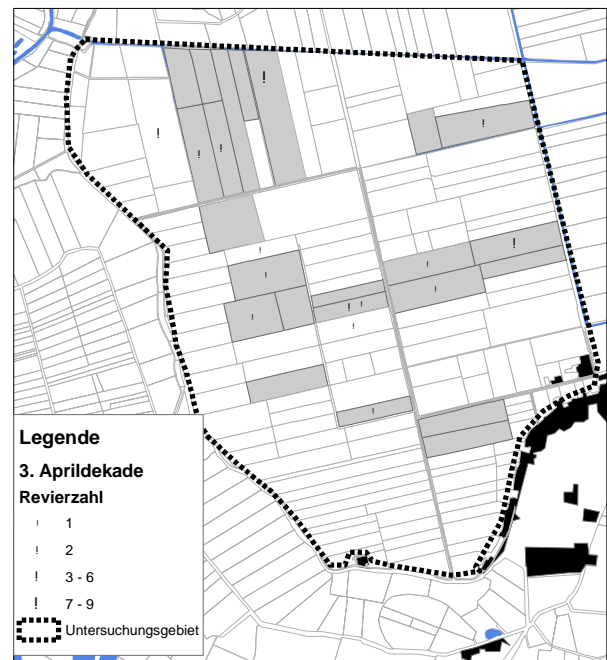 Legende
3. Aprildekade
Revierzahl
! 1
! 2
! 3 - 6
! 7 - 9
Untersuchungsgebiet